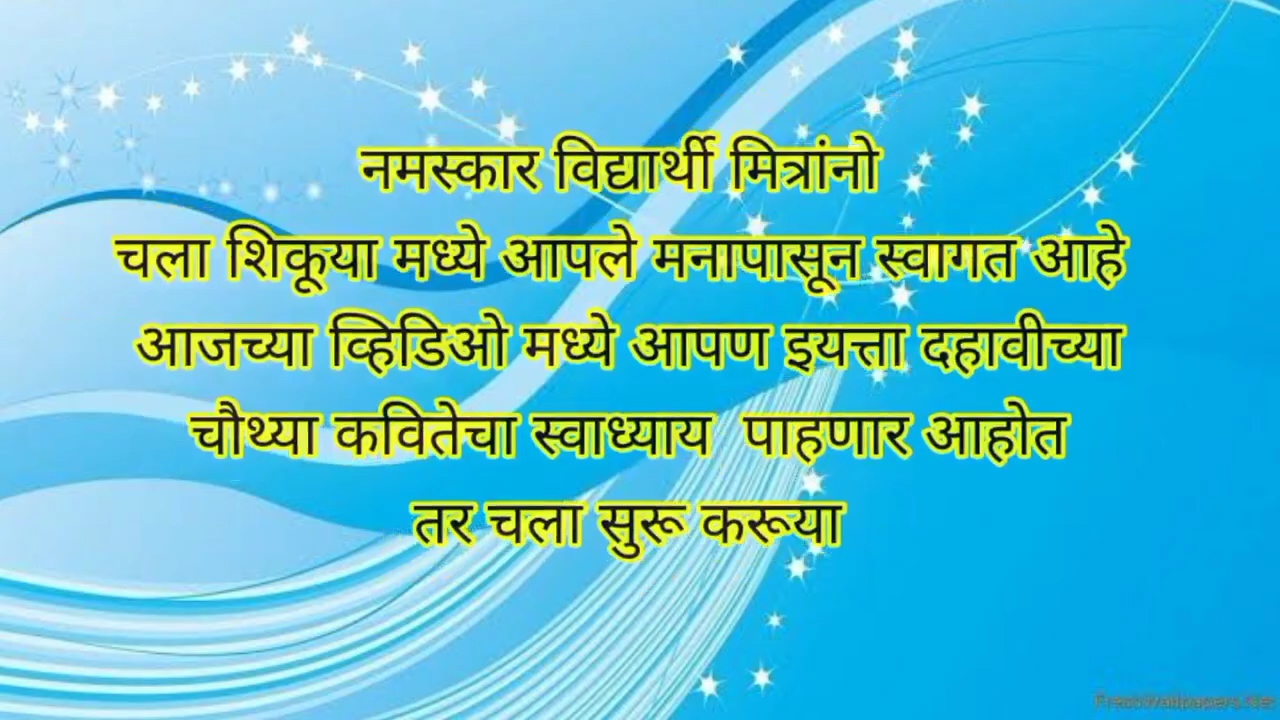 नमस्कार विद्यार्थी मित्रांनो
चला शिकूया मध्ये आपले मनापासून स्वागत आहे
आजच्या व्हिडिओ मध्ये आपण इयत्ता दहावीच्या
चौथ्या कवितेचा स्वाध्याय पाहणार आहोत
तर चला सुरू करूया